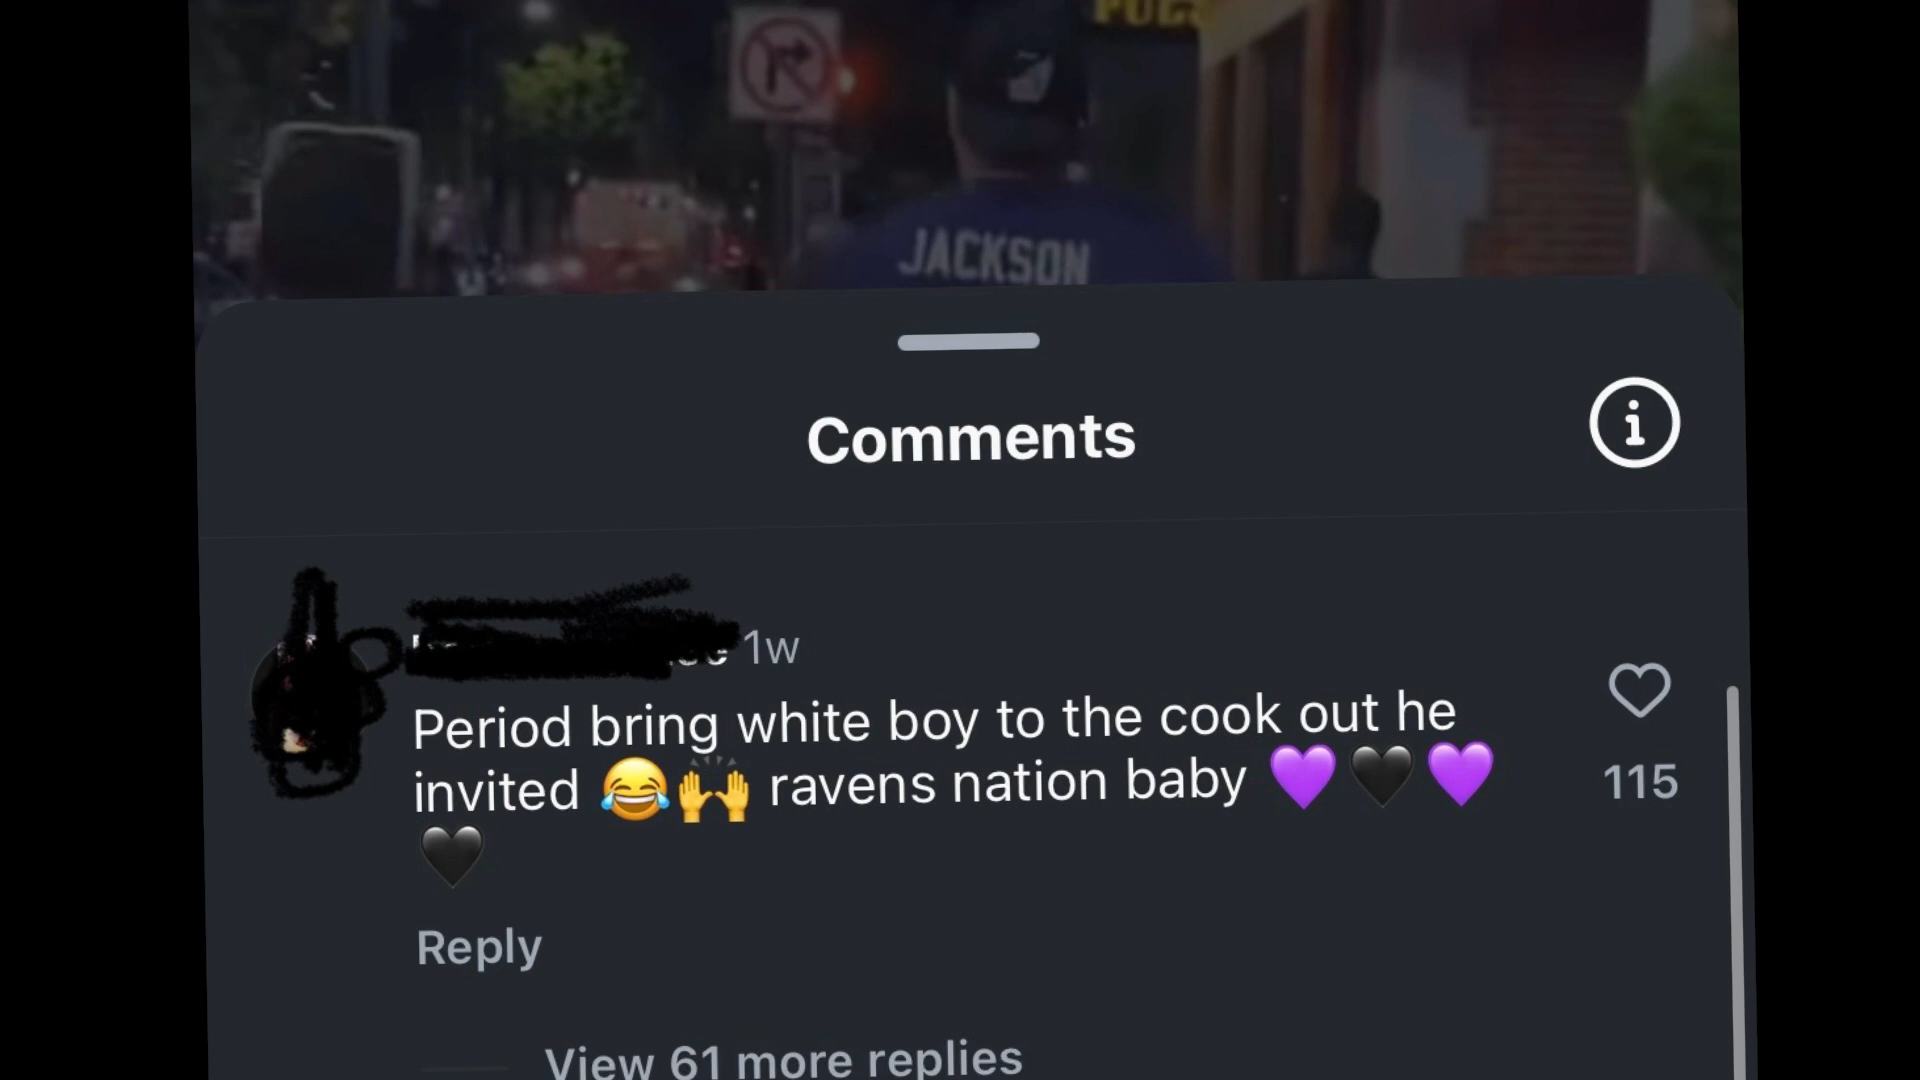 JACKSON
Comments
1w
Period bring white boy to the cook out he
invited 😂🙌 ravens nation baby 💜🖤💜
🖤
115
Reply
View 61 more replies